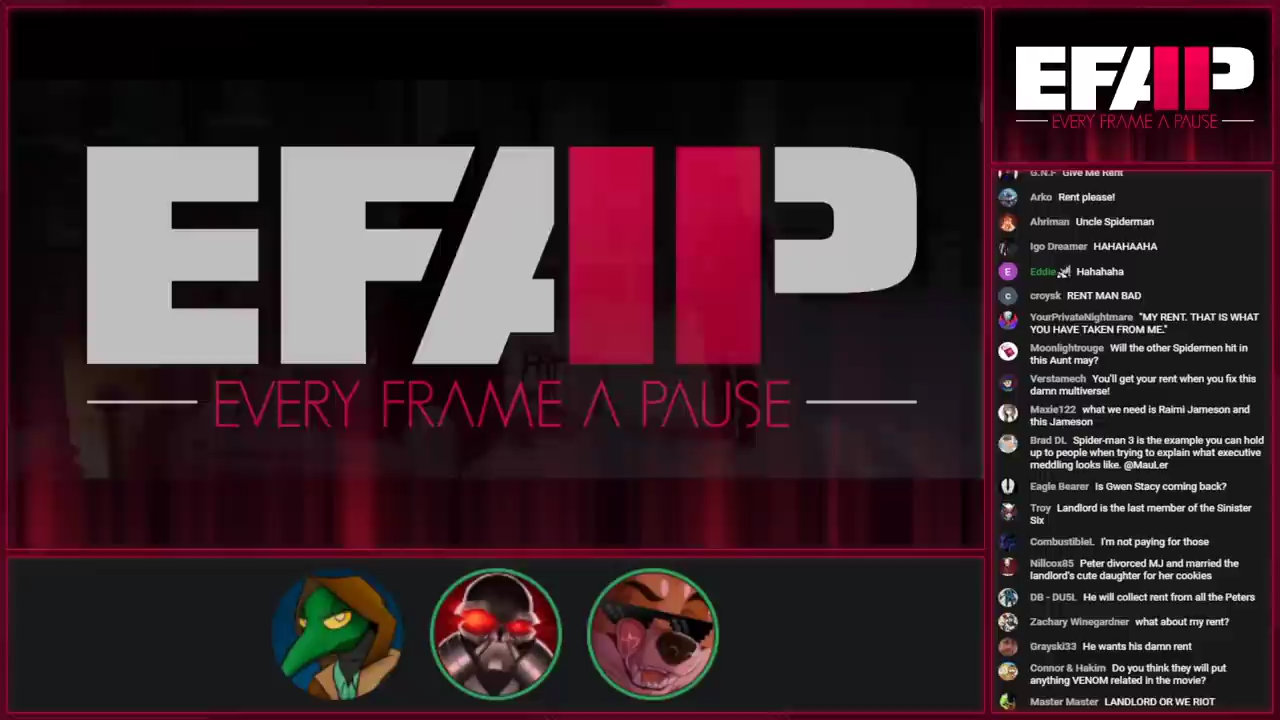 EFAP
EVERY FRAME A PAUSE
EFAP
EVERY FRAME A PAUSE
G.N.F Give Me Rent
Arko Rent please!
Ahriman Uncle Spiderman
Igo Dreamer HAHAHAAHA
E Eddie Hahahaha
c croysk RENT MAN BAD
YourPrivateNightmare "MY RENT. THAT IS WHAT
YOU HAVE TAKEN FROM ME."
Moonlightrouge Will the other Spidermen hit in
this Aunt may?
Verstamech You'll get your rent when you fix this
damn multiverse!
Maxie122 what we need is Raimi Jameson and
this Jameson
Brad DL Spider-man 3 is the example you can hold
up to people when trying to explain what executive
meddling looks like. @MauLer
Eagle Bearer Is Gwen Stacy coming back?
Troy Landlord is the last member of the Sinister
Six
CombustibleL I'm not paying for those
Nillcox85 Peter divorced MJ and married the
landlord's cute daughter for her cookies
DB - DU5L He will collect rent from all the Peters
Zachary Winegardner what about my rent?
Grayski33 He wants his damn rent
Connor & Hakim Do you think they will put
anything VENOM related in the movie?
Master Master LANDLORD OR WE RIOT